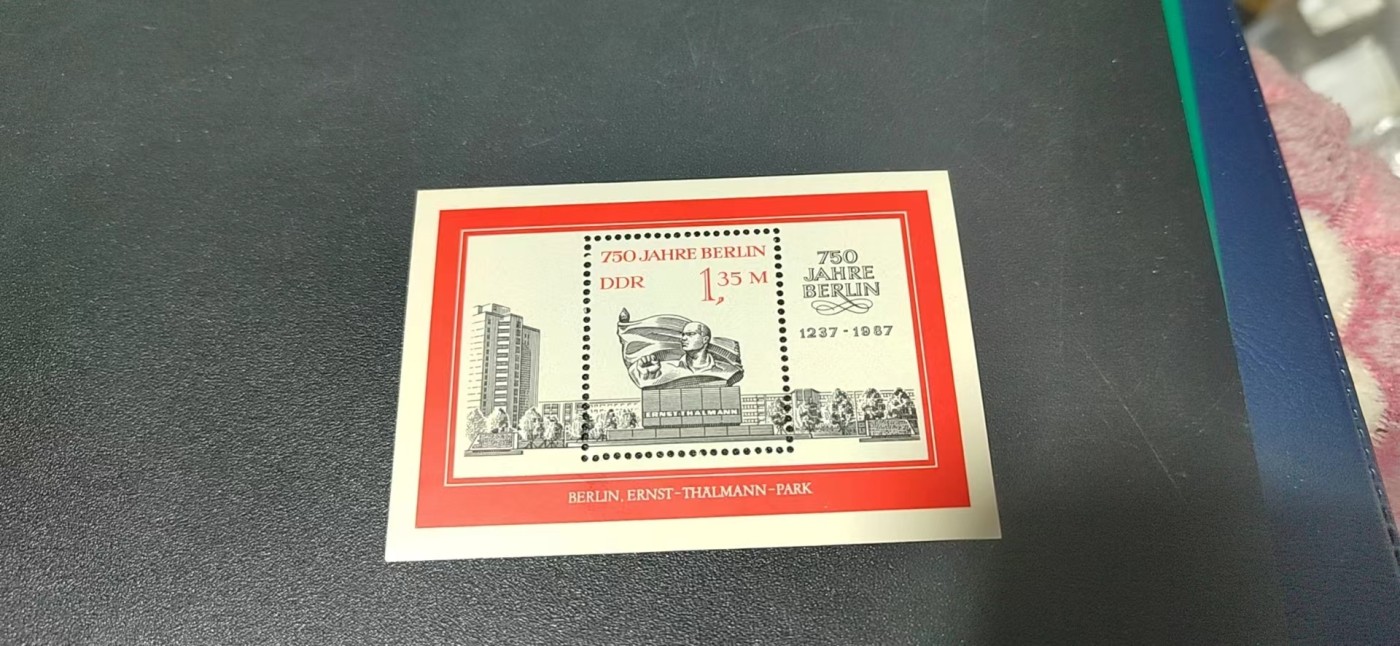 750 JAHRE BERLIN
DDR 1,35 M
ERNST THÄLMANN
750
JAHRE
BERLIN
1237 - 1987
BERLIN, ERNST-THÄLMANN-PARK